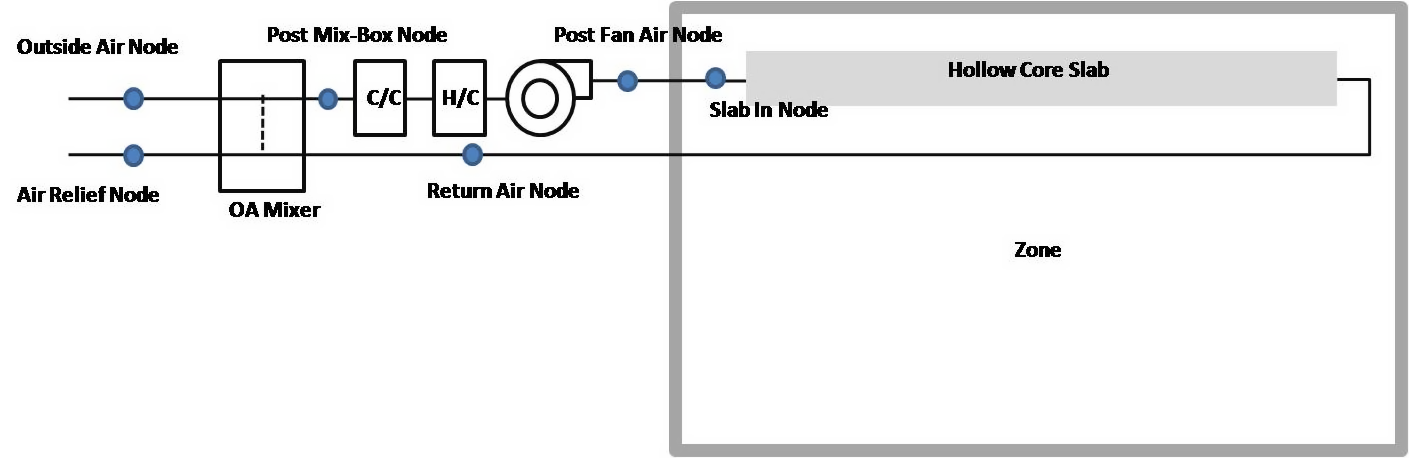 Outside Air Node
Post Mix-Box Node
Post Fan Air Node
Hollow Core Slab
C/C
H/C
Slab In Node
Air Relief Node
Return Air Node
OA Mixer
Zone